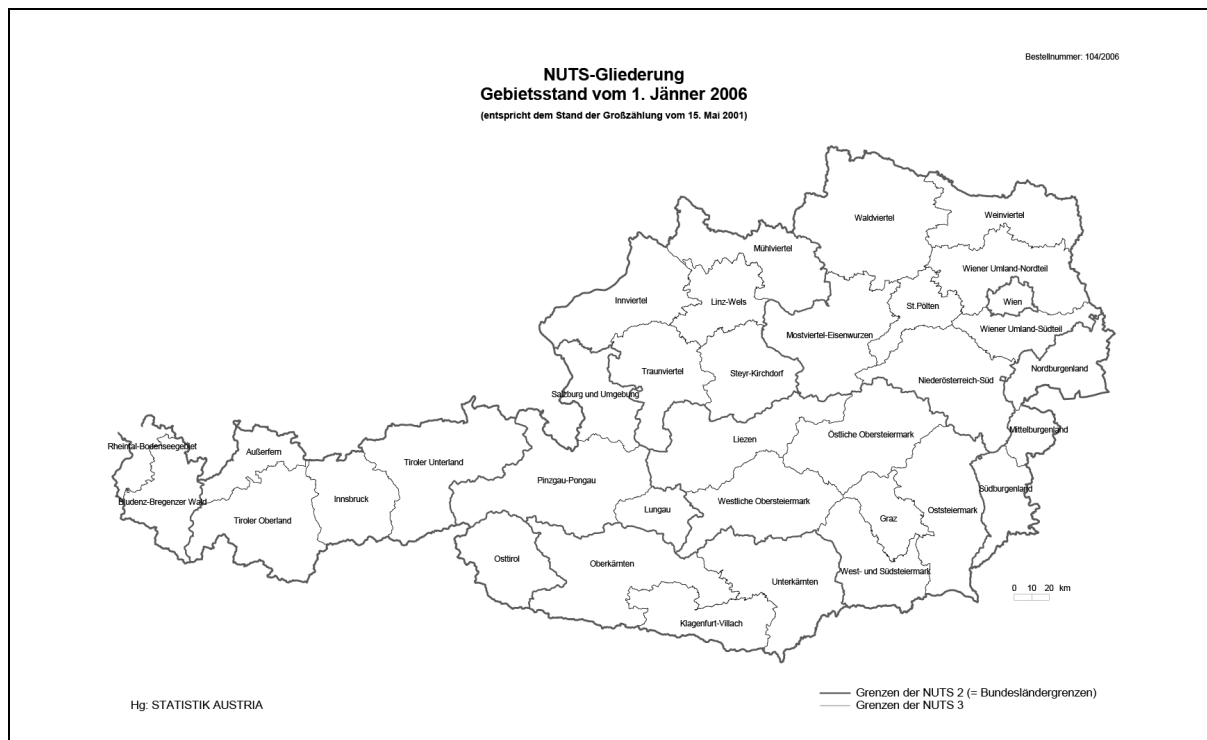 Bestellnummer: 104/2006
NUTS-Gliederung
Gebietsstand vom 1. Jänner 2006
(entspricht dem Stand der Großzählung vom 15. Mai 2001)
Waldviertel
Weinviertel
Mühlviertel
Wiener Umland-Nordteil
Innviertel
Linz-Wels
St.Pölten
Wien
Mostviertel-Eisenwurzen
Wiener Umland-Südteil
Traunviertel
Steyr-Kirchdorf
Niederösterreich-Süd
Nordburgenland
Salzburg und Umgebung
Mittelburgenland
Rheintal-Bodenseegebiet
Außerfern
Tiroler Unterland
Liezen
Östliche Obersteiermark
Pinzgau-Pongau
Südburgenland
Bludenz-Bregenzer Wald
Innsbruck
Westliche Obersteiermark
Lungau
Oststeiermark
Tiroler Oberland
Graz
Osttirol
Oberkärnten
West- und Südsteiermark
Unterkärnten
0 10 20 km
Klagenfurt-Villach
Grenzen der NUTS 2 (= Bundesländergrenzen)
Grenzen der NUTS 3
Hg: STATISTIK AUSTRIA